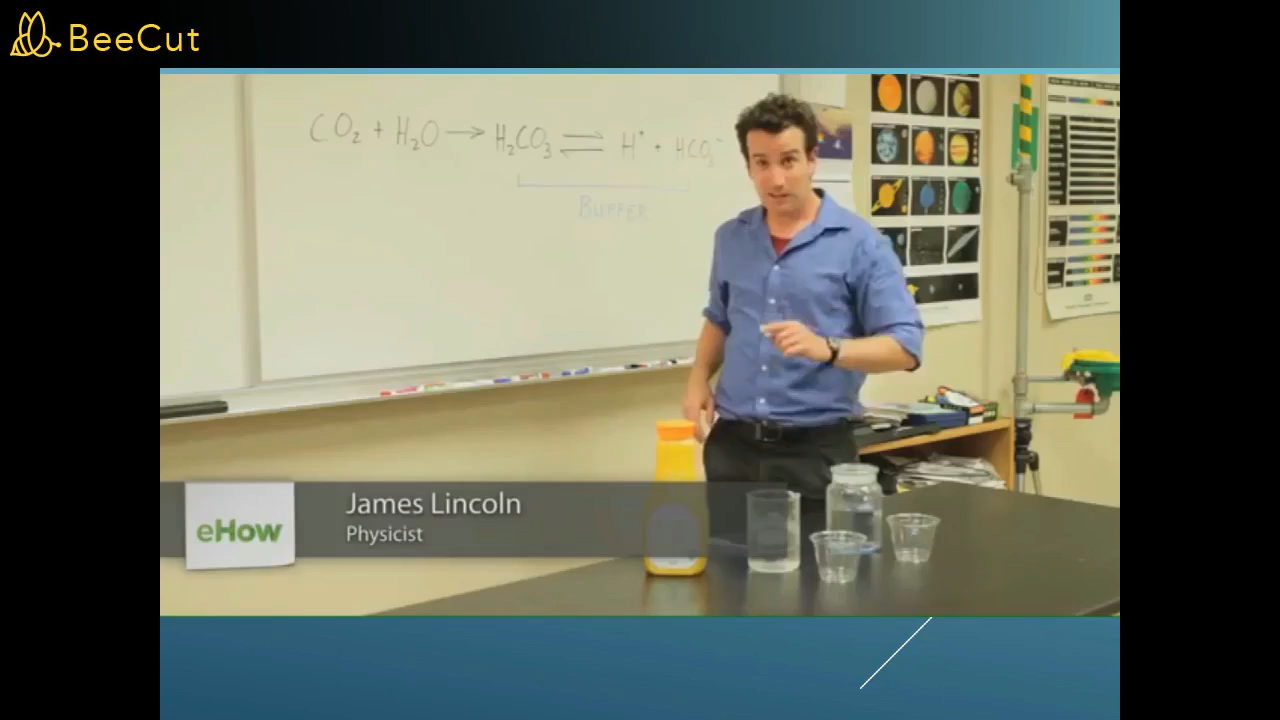 BeeCut
CO₂ + H₂O → H₂CO₃ ⇌ H⁺ + HCO₃⁻
BUFFER
James Lincoln
eHow
Physicist